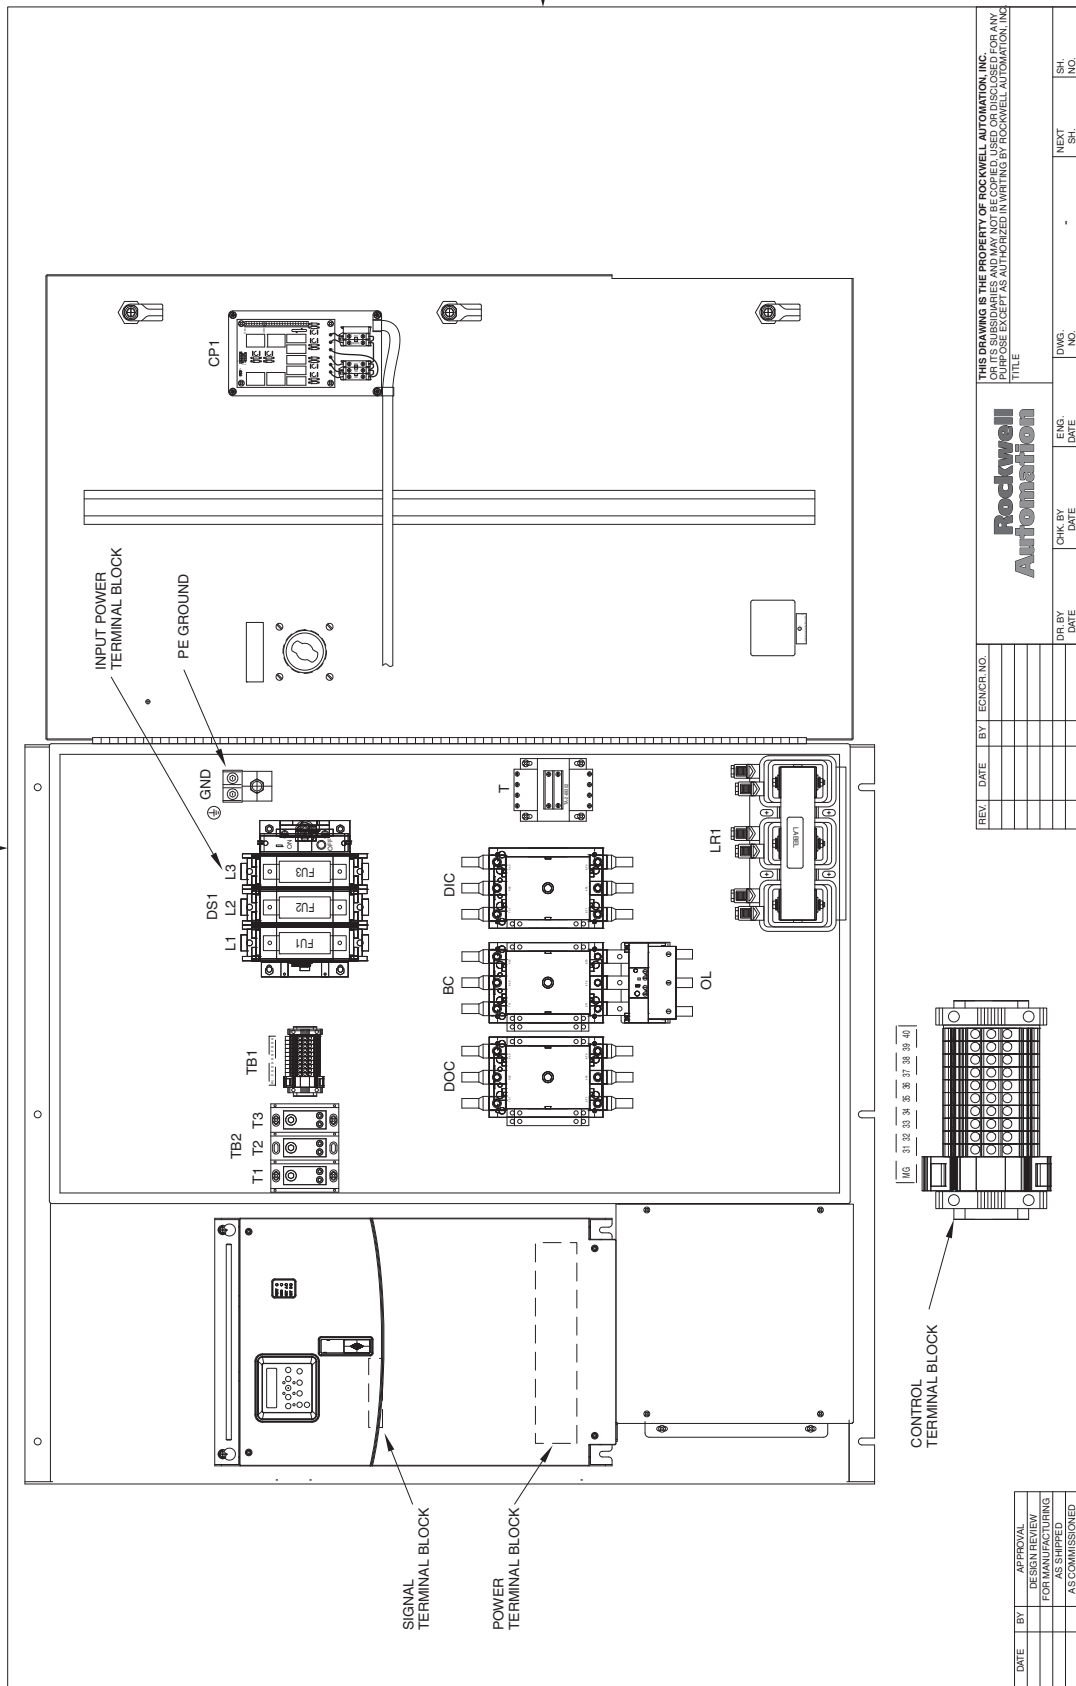 INPUT POWER
TERMINAL BLOCK
PE GROUND
CP1
GND
DS1
L1 L2 L3
FU1 FU2 FU3
ON
OFF
TB1
TB2
T1 T2 T3
T
DIC
BC
DOC
OL
LR1
LABEL
SIGNAL
TERMINAL BLOCK
POWER
TERMINAL BLOCK
CONTROL
TERMINAL BLOCK
MG 31 32 33 34 35 36 37 38 39 40
DATE BY APPROVAL
DESIGN REVIEW
FOR MANUFACTURING
AS SHIPPED
AS COMMISSIONED
REV. DATE BY ECN/CR. NO.
Rockwell
Automation
THIS DRAWING IS THE PROPERTY OF ROCKWELL AUTOMATION, INC.
OR ITS SUBSIDIARIES AND MAY NOT BE COPIED, USED OR DISCLOSED FOR ANY
PURPOSE EXCEPT AS AUTHORIZED IN WRITING BY ROCKWELL AUTOMATION, INC.
TITLE
DR. BY
DATE
CHK. BY
DATE
ENG.
DATE
DWG.
NO.
-
NEXT
SH.
SH.
NO.